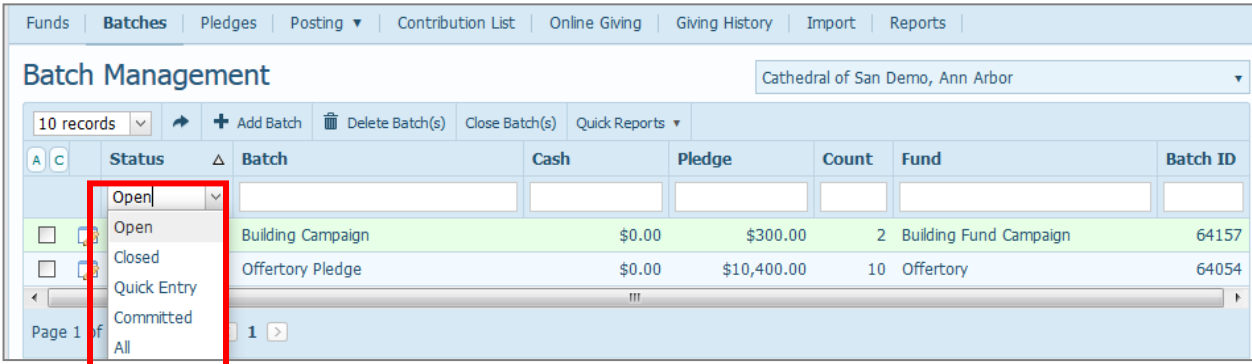 Funds Batches Pledges Posting ▼ Contribution List Online Giving Giving History Import Reports
Batch Management
Cathedral of San Demo, Ann Arbor
10 records Add Batch Delete Batch(s) Close Batch(s) Quick Reports ▼
A C Status Batch Cash Pledge Count Fund Batch ID
Open
Open
Building Campaign $0.00 $300.00 2 Building Fund Campaign 64157
Closed
Offertory Pledge $0.00 $10,400.00 10 Offertory 64054
Quick Entry
Committed
Page 1 of 1
All